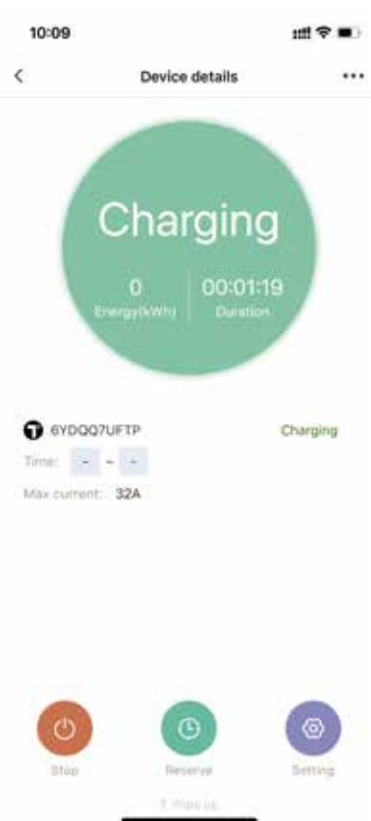 10:09
Device details
Charging
0
00:01:19
Energy(kWh)
Duration
6YDQQ7UFTP
Charging
Time: - ~ -
Max current: 32A
Stop
Reserve
Setting